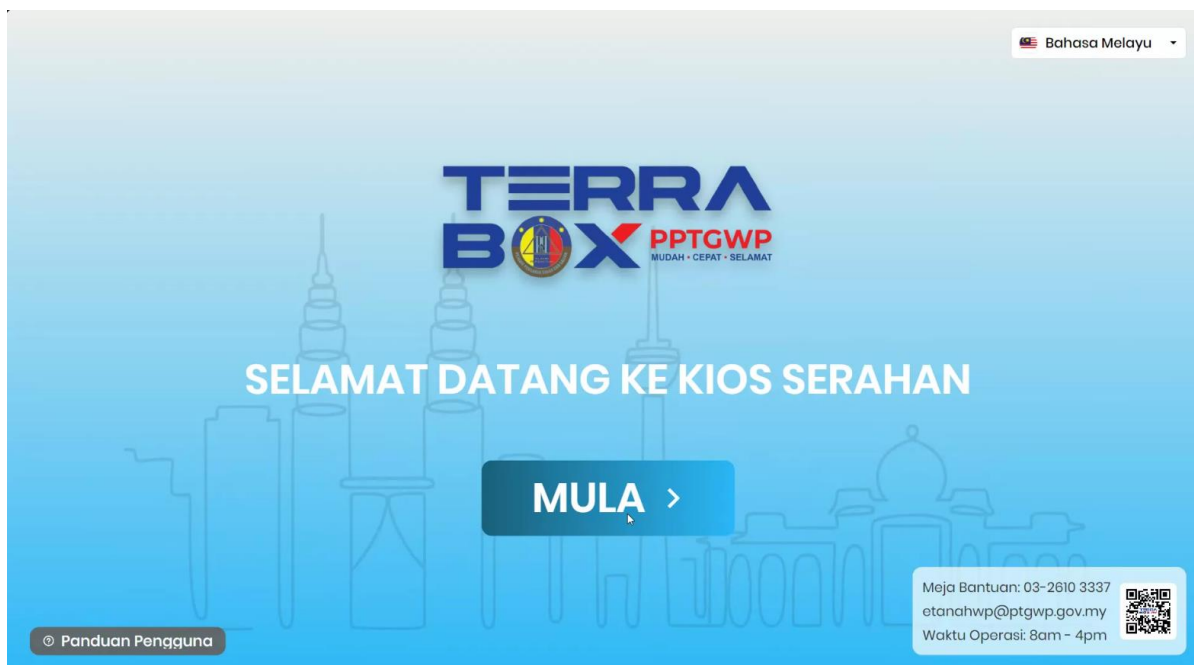 Bahasa Melayu
TERRA
BOX PPTGWP
MUDAH • CEPAT • SELAMAT
SELAMAT DATANG KE KIOS SERAHAN
MULA >
Meja Bantuan: 03-2610 3337
etanahwp@ptgwp.gov.my
Waktu Operasi: 8am - 4pm
Panduan Pengguna